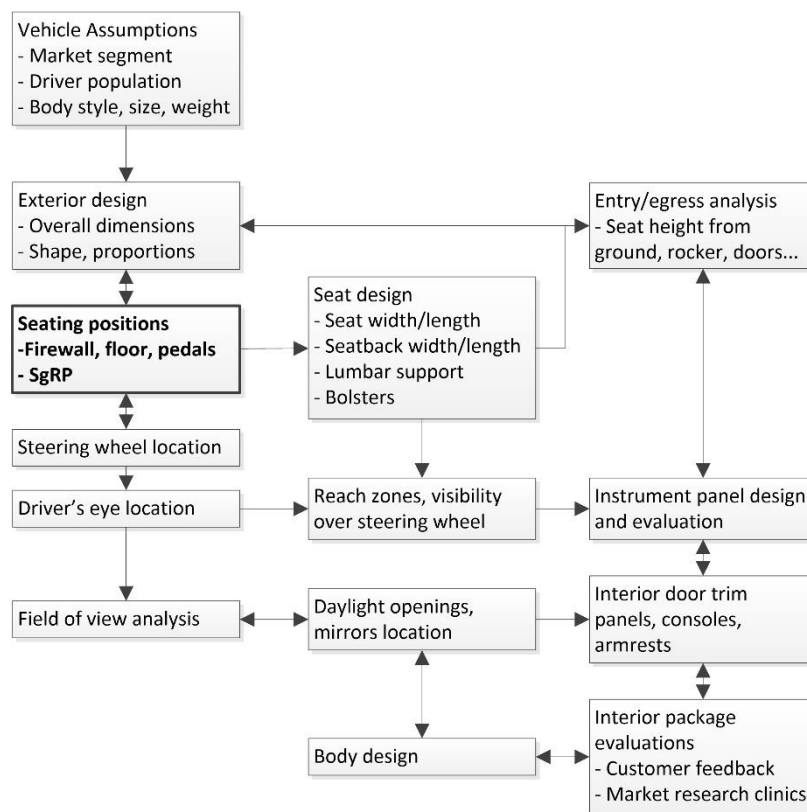 Vehicle Assumptions
- Market segment
- Driver population
- Body style, size, weight
Exterior design
- Overall dimensions
- Shape, proportions
Entry/egress analysis
- Seat height from
ground, rocker, doors...
Seating positions
-Firewall, floor, pedals
- SgRP
Seat design
- Seat width/length
- Seatback width/length
- Lumbar support
- Bolsters
Steering wheel location
Driver’s eye location
Reach zones, visibility
over steering wheel
Instrument panel design
and evaluation
Field of view analysis
Daylight openings,
mirrors location
Interior door trim
panels, consoles,
armrests
Body design
Interior package
evaluations
- Customer feedback
- Market research clinics